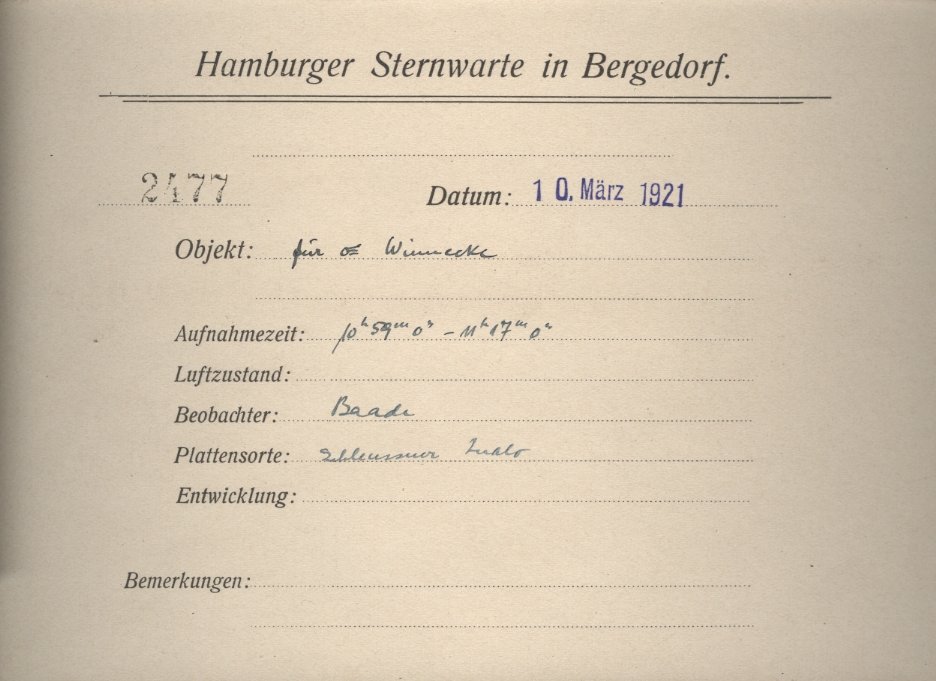 Hamburger Sternwarte in Bergedorf.
2477 Datum: 10. März 1921
Objekt: für Winnecke
Aufnahmezeit: 10h 59m 0s – 11h 17m 0s
Luftzustand:
Beobachter: Baade
Plattensorte: Schleussner
Entwicklung:
Bemerkungen: